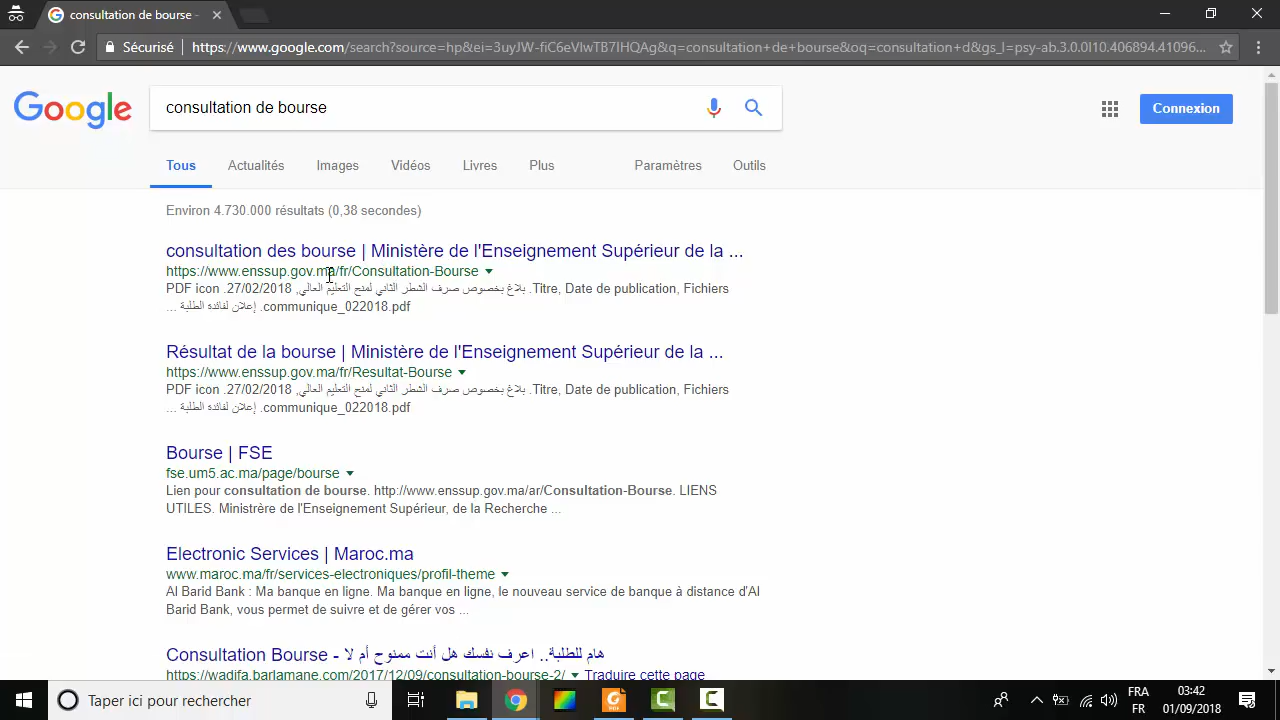 consultation de bourse -
Sécurisé
https://www.google.com/search?source=hp&ei=3uyJW-fiC6eVlwTB7IHQAg&q=consultation+de+bourse&oq=consultation+d&gs_l=psy-ab.3.0.0l10.406894.41096...
Google
consultation de bourse
Connexion
Tous Actualités Images Vidéos Livres Plus Paramètres Outils
Environ 4.730.000 résultats (0,38 secondes)
consultation des bourse | Ministère de l'Enseignement Supérieur de la ...
https://www.enssup.gov.ma/fr/Consultation-Bourse
PDF icon .27/02/2018 ,بلاغ بخصوص صرف الشطر الثاني لمنح التعليم العالي .Titre, Date de publication, Fichiers
... إعلان لفائدة الطلبة .communique_022018.pdf
Résultat de la bourse | Ministère de l'Enseignement Supérieur de la ...
https://www.enssup.gov.ma/fr/Resultat-Bourse
PDF icon .27/02/2018 ,بلاغ بخصوص صرف الشطر الثاني لمنح التعليم العالي .Titre, Date de publication, Fichiers
... إعلان لفائدة الطلبة .communique_022018.pdf
Bourse | FSE
fse.um5.ac.ma/page/bourse
Lien pour consultation de bourse. http://www.enssup.gov.ma/ar/Consultation-Bourse. LIENS
UTILES. Ministrère de l'Enseignement Supérieur, de la Recherche ...
Electronic Services | Maroc.ma
www.maroc.ma/fr/services-electroniques/profil-theme
Al Barid Bank : Ma banque en ligne. Ma banque en ligne, le nouveau service de banque à distance d'Al
Barid Bank, vous permet de suivre et de gérer vos ...
Consultation Bourse - هام للطلبة.. اعرف نفسك هل أنت ممنوح أم لا
https://wadifa.barlamane.com/2017/12/09/consultation-bourse-2/ Traduire cette page
Taper ici pour rechercher
FRA
FR
03:42
01/09/2018